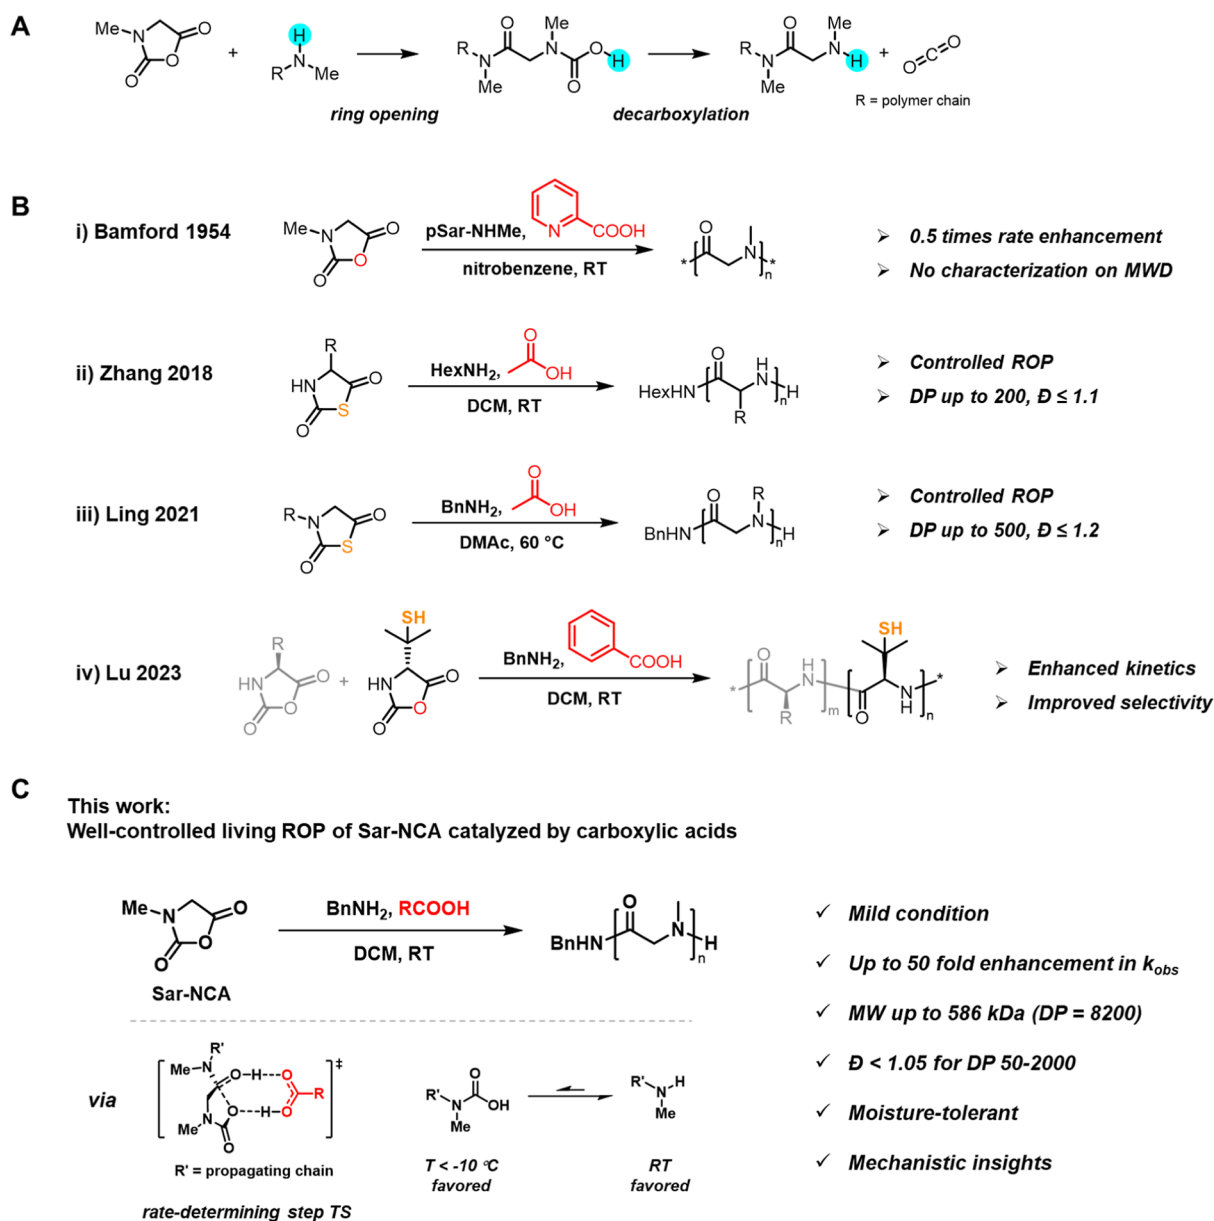 A
Me
N
O
O
O
+
H
N
R
Me
ring opening
R
N
Me
O
Me
N
O
H
O
decarboxylation
R
N
Me
O
Me
N
H
+
O
C
O
R = polymer chain
B
i) Bamford 1954
Me
N
O
O
O
pSar-NHMe,
N
COOH
nitrobenzene, RT
*
O
N
n
*
➢ 0.5 times rate enhancement
➢ No characterization on MWD
ii) Zhang 2018
R
HN
O
S
O
HexNH2,
O
OH
DCM, RT
HexHN
O
H
N
R
n
H
➢ Controlled ROP
➢ DP up to 200, Đ ≤ 1.1
iii) Ling 2021
R
N
O
S
O
BnNH2,
O
OH
DMAc, 60 °C
BnHN
O
R
N
n
H
➢ Controlled ROP
➢ DP up to 500, Đ ≤ 1.2
iv) Lu 2023
R
HN
O
O
O
+
SH
HN
O
O
O
BnNH2,
COOH
DCM, RT
*
O
H
N
R
m
SH
O
N
H
n
*
➢ Enhanced kinetics
➢ Improved selectivity
C
This work:
Well-controlled living ROP of Sar-NCA catalyzed by carboxylic acids
Me
N
O
O
O
Sar-NCA
BnNH2, RCOOH
DCM, RT
BnHN
O
N
n
H
✓ Mild condition
✓ Up to 50 fold enhancement in kobs
✓ MW up to 586 kDa (DP = 8200)
✓ Đ < 1.05 for DP 50-2000
✓ Moisture-tolerant
✓ Mechanistic insights
via
R'
Me
N
O
H
O
R
O
H
O
N
Me
O
‡
R' = propagating chain
rate-determining step TS
R'
N
Me
O
OH
T < -10 °C
favored
R'
N
H
Me
RT
favored